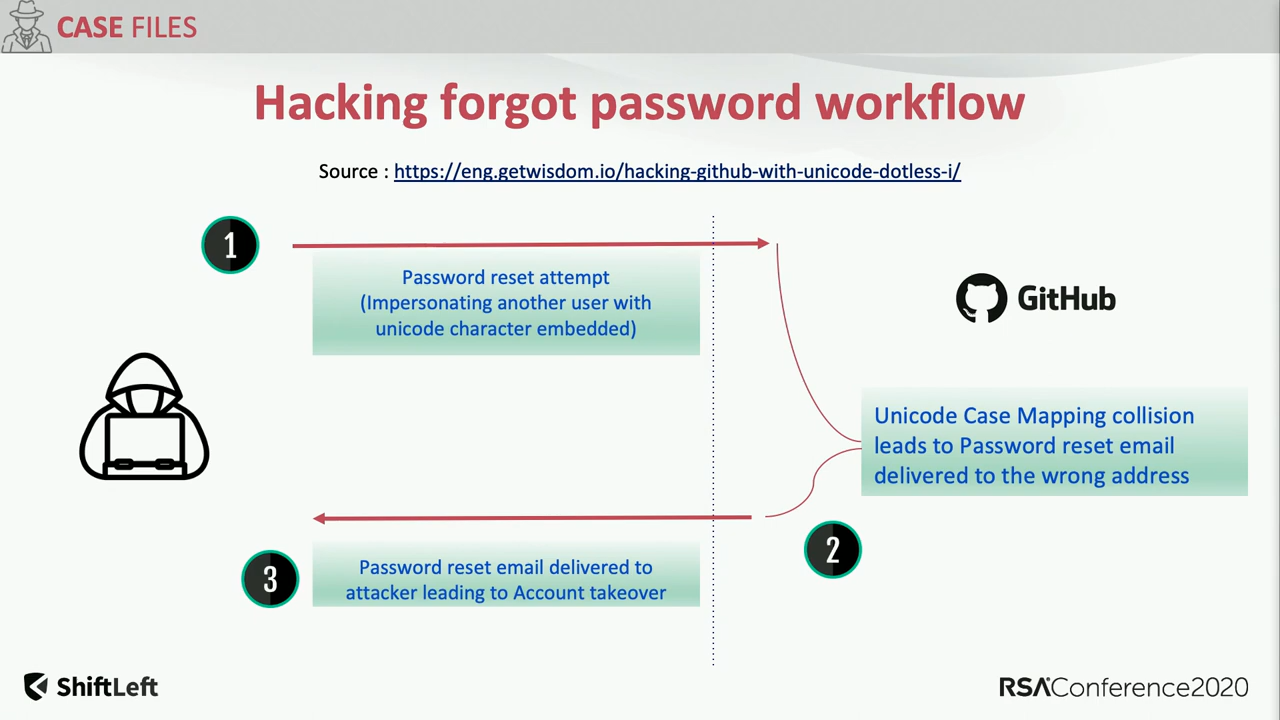 CASE FILES
Hacking forgot password workflow
Source : https://eng.getwisdom.io/hacking-github-with-unicode-dotless-i/
1
Password reset attempt
(Impersonating another user with
unicode character embedded)
GitHub
Unicode Case Mapping collision
leads to Password reset email
delivered to the wrong address
2
3
Password reset email delivered to
attacker leading to Account takeover
ShiftLeft
RSAConference2020